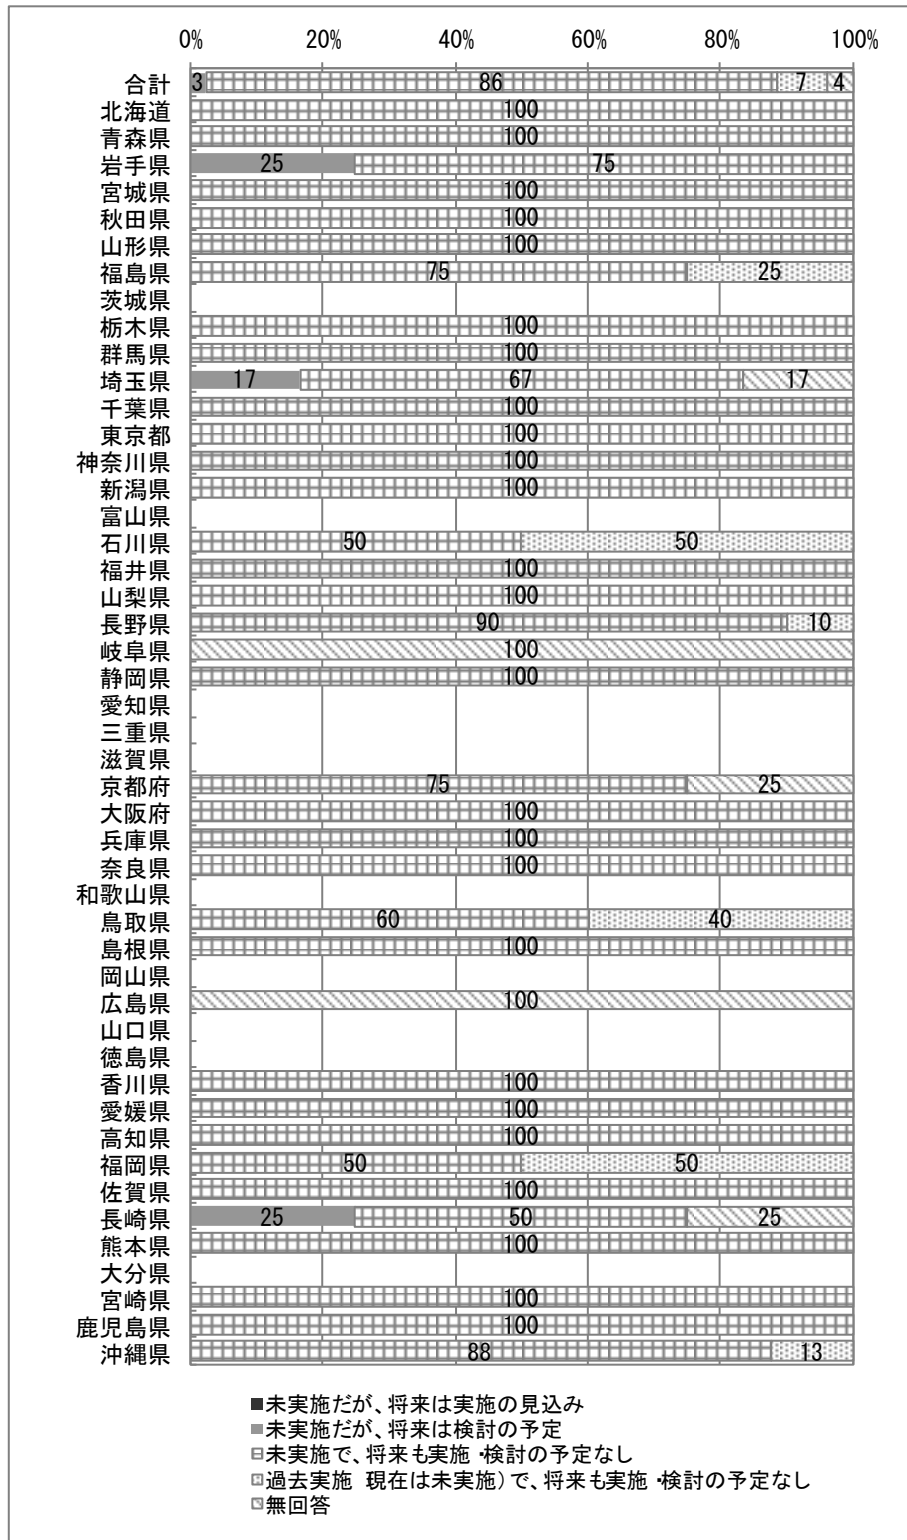 0% 20% 40% 60% 80% 100%
合計 3 86 7 4
北海道 100
青森県 100
岩手県 25 75
宮城県 100
秋田県 100
山形県 100
福島県 75 25
茨城県
栃木県 100
群馬県 100
埼玉県 17 67 17
千葉県 100
東京都 100
神奈川県 100
新潟県 100
富山県
石川県 50 50
福井県 100
山梨県 100
長野県 90 10
岐阜県 100
静岡県 100
愛知県
三重県
滋賀県
京都府 75 25
大阪府 100
兵庫県 100
奈良県 100
和歌山県
鳥取県 60 40
島根県 100
岡山県
広島県 100
山口県
徳島県
香川県 100
愛媛県 100
高知県 100
福岡県 50 50
佐賀県 100
長崎県 25 50 25
熊本県 100
大分県
宮崎県 100
鹿児島県 100
沖縄県 88 13
未実施だが、将来は実施の見込み
未実施だが、将来は検討の予定
未実施で、将来も実施・検討の予定なし
過去実施 現在は未実施)で、将来も実施・検討の予定なし
無回答